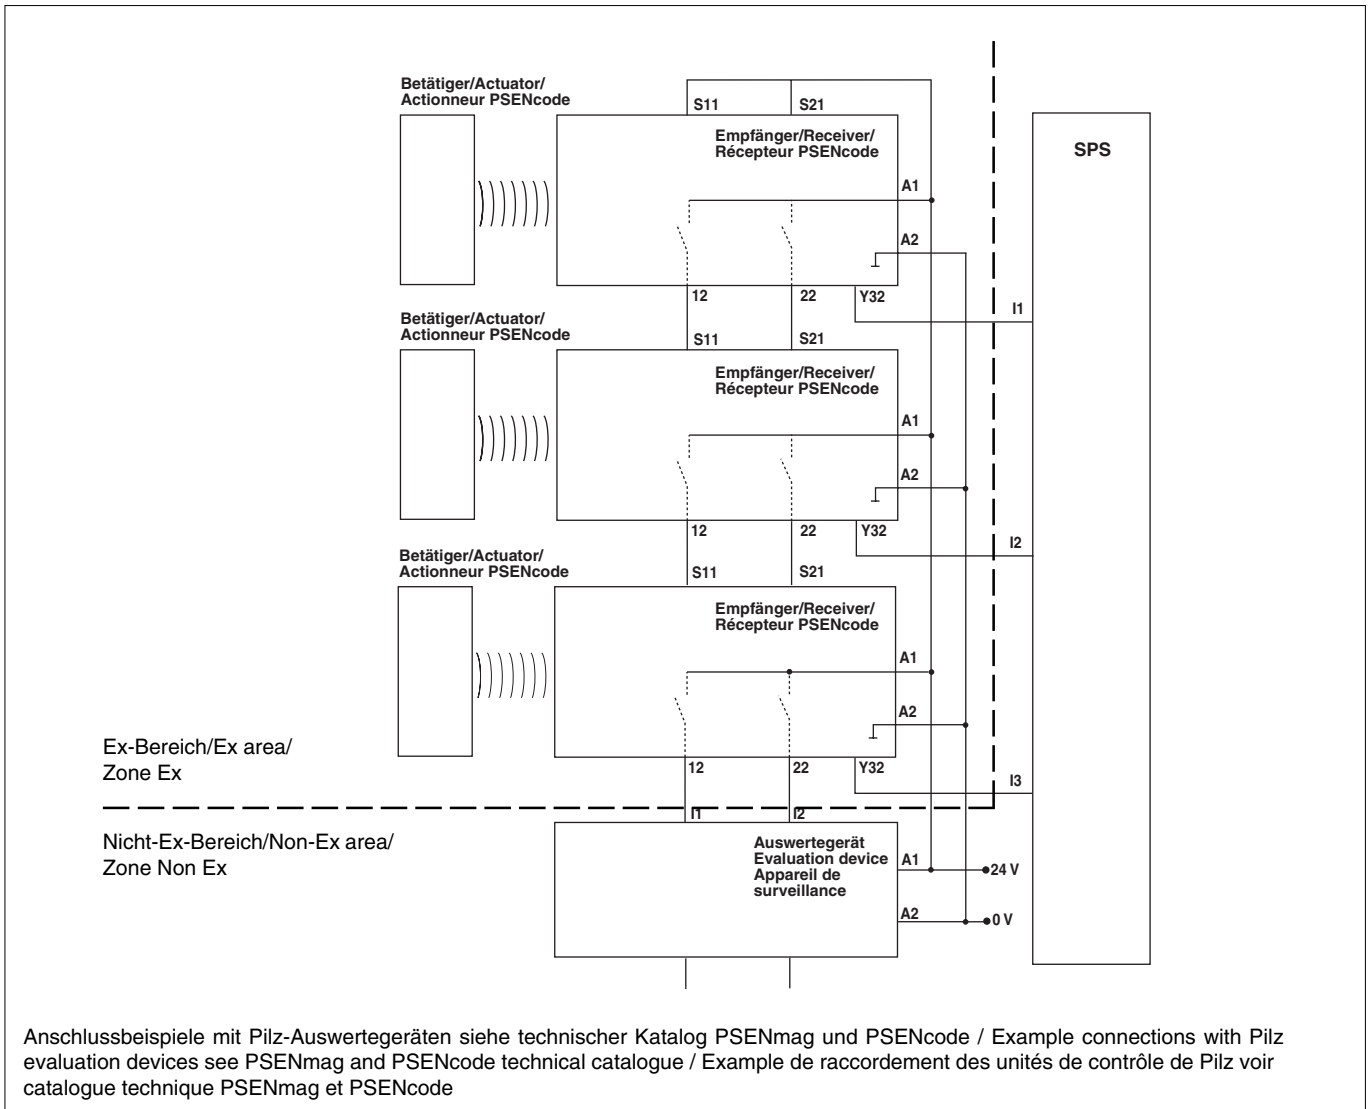 Betätiger/Actuator/
Actionneur PSENcode
S11
S21
Empfänger/Receiver/
Récepteur PSENcode
SPS
A1
A2
12
22
Y32
I1
Betätiger/Actuator/
Actionneur PSENcode
S11
S21
Empfänger/Receiver/
Récepteur PSENcode
A1
A2
12
22
Y32
I2
Betätiger/Actuator/
Actionneur PSENcode
S11
S21
Empfänger/Receiver/
Récepteur PSENcode
A1
A2
Ex-Bereich/Ex area/
Zone Ex
12
22
Y32
I3
I1
I2
Nicht-Ex-Bereich/Non-Ex area/
Zone Non Ex
Auswertegerät
Evaluation device
Appareil de
surveillance
A1
24 V
A2
0 V
Anschlussbeispiele mit Pilz-Auswertegeräten siehe technischer Katalog PSENmag und PSENcode / Example connections with Pilz
evaluation devices see PSENmag and PSENcode technical catalogue / Example de raccordement des unités de contrôle de Pilz voir
catalogue technique PSENmag et PSENcode